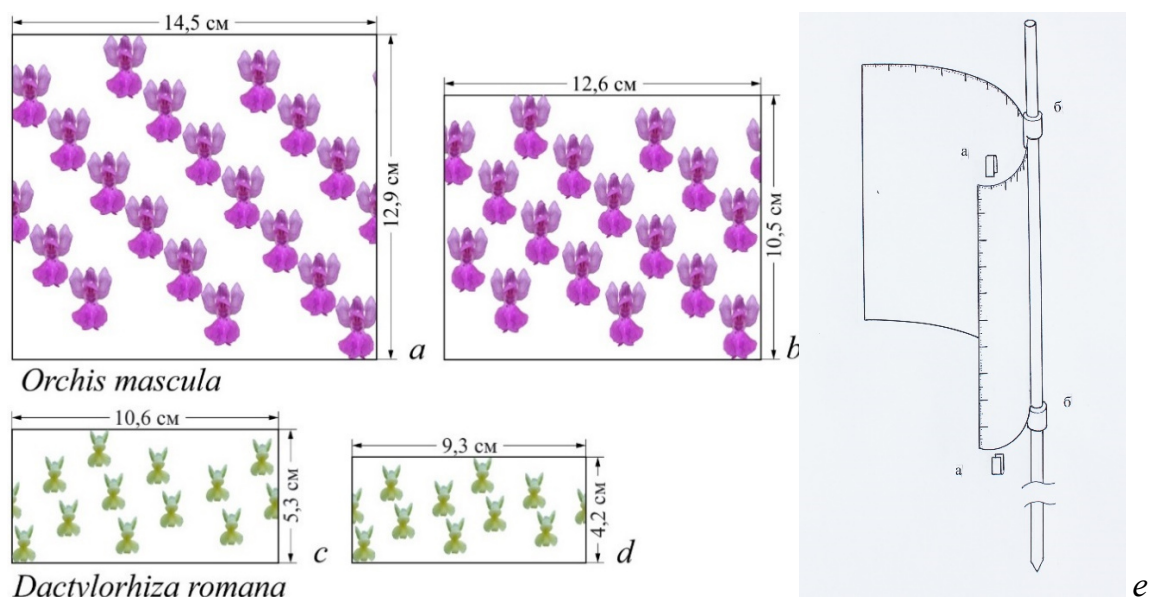 14,5 см
12,9 см
a
Orchis mascula
12,6 см
10,5 см
b
10,6 см
5,3 см
c
Dactylorhiza romana
9,3 см
4,2 см
d
б
а
б
а
e